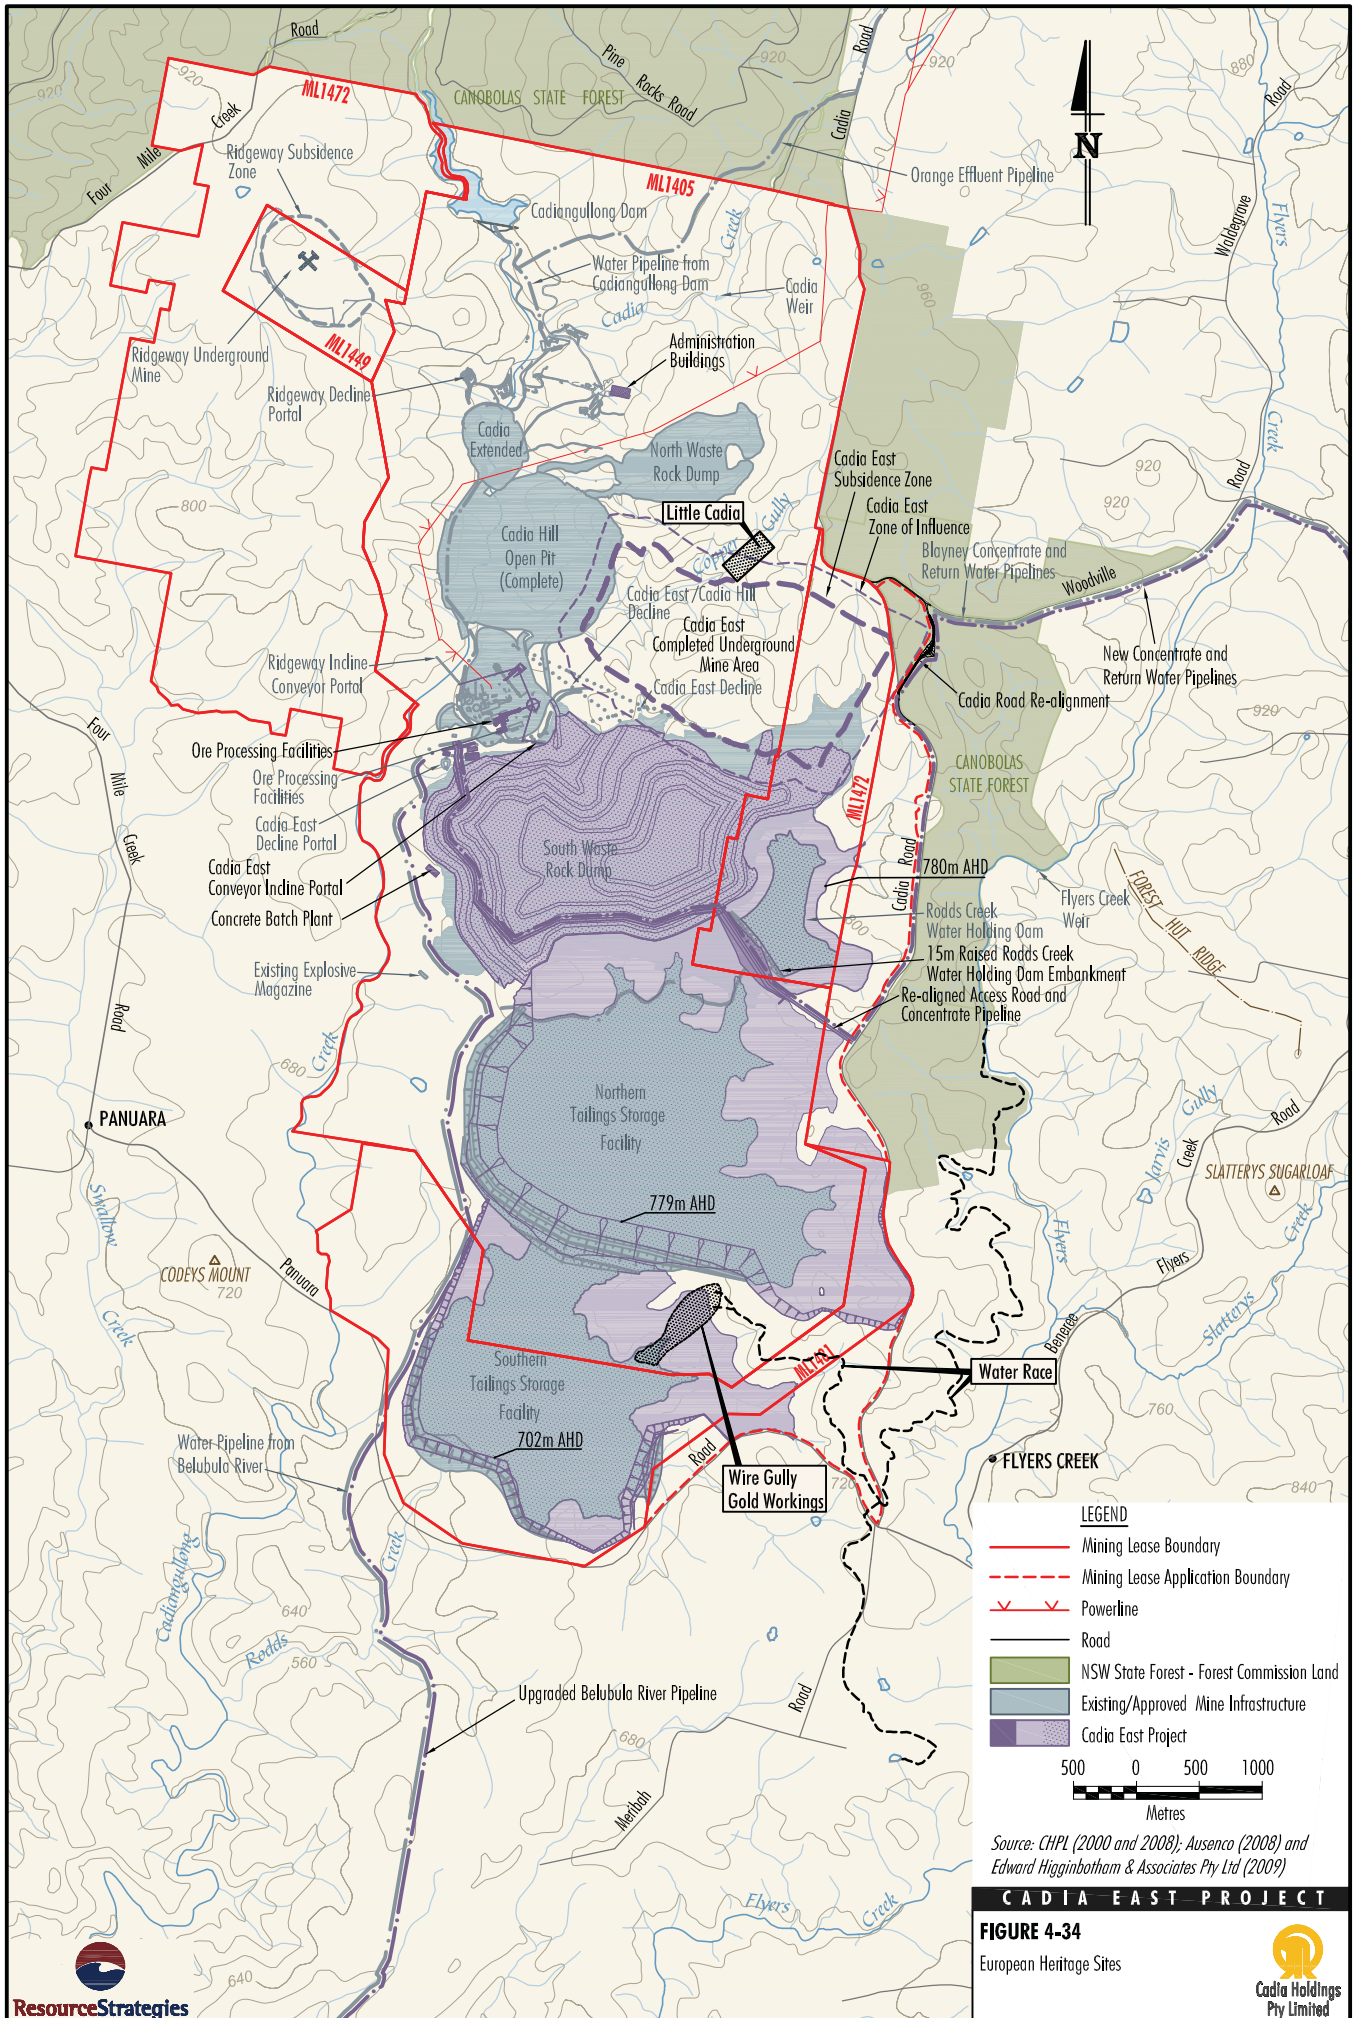 Road
920
920
ML1472
Creek
Mile
Four
CANOBOLAS STATE FOREST
Pine
Rocks Road
920
Road
Cadia
920
880
Road
N
Ridgeway Subsidence
Zone
ML1405
Orange Effluent Pipeline
Waldegrave
Flyers
Creek
Cadiangullong Dam
Creek
Water Pipeline from
Cadiangullong Dam
Cadia
Cadia
Weir
960
Ridgeway Underground
Mine
ML1449
Administration
Buildings
Ridgeway Decline
Portal
Cadia
Extended
North Waste
Rock Dump
Cadia East
Subsidence Zone
920
Road
920
800
Little Cadia
Gully
Copper
Cadia East
Zone of Influence
Cadia Hill
Open Pit
(Complete)
Blayney Concentrate and
Return Water Pipelines
Woodville
Cadia East /Cadia Hill
Decline
Cadia East
Completed Underground
Mine Area
Cadia East Decline
Ridgeway Incline
Conveyor Portal
New Concentrate and
Return Water Pipelines
Cadia Road Re-alignment
920
Four
Mile
Creek
Road
Ore Processing Facilities
Ore Processing
Facilities
Cadia East
Decline Portal
CANOBOLAS
STATE FOREST
ML1472
Cadia East
Conveyor Incline Portal
South Waste
Rock Dump
Road
Cadia
780m AHD
Concrete Batch Plant
800
Rodds Creek
Water Holding Dam
Flyers Creek
Weir
FOREST HUT RIDGE
15m Raised Rodds Creek
Water Holding Dam Embankment
Existing Explosive
Magazine
Re-aligned Access Road and
Concentrate Pipeline
Creek
680
Northern
Tailings Storage
Facility
PANUARA
Gully
Jarvis
Creek
Road
SLATTERYS SUGARLOAF
Swallow
Creek
779m AHD
Flyers
Creek
Flyers
Slatterys
CODEYS MOUNT
720
Panuara
Beneree
Southern
Tailings Storage
Facility
ML1481
Water Race
760
702m AHD
Road
Water Pipeline from
Belubula River
Wire Gully
Gold Workings
720
FLYERS CREEK
840
Creek
Cadiangullong
640
Rodds
560
Upgraded Belubula River Pipeline
Road
680
Meribah
Flyers
Creek
640
LEGEND
Mining Lease Boundary
Mining Lease Application Boundary
Powerline
Road
NSW State Forest - Forest Commission Land
Existing/Approved Mine Infrastructure
Cadia East Project
500 0 500 1000
Metres
Source: CHPL (2000 and 2008); Ausenco (2008) and
Edward Higginbotham & Associates Pty Ltd (2009)
CADIA EAST PROJECT
FIGURE 4-34
European Heritage Sites
Cadia Holdings
Pty Limited
ResourceStrategies